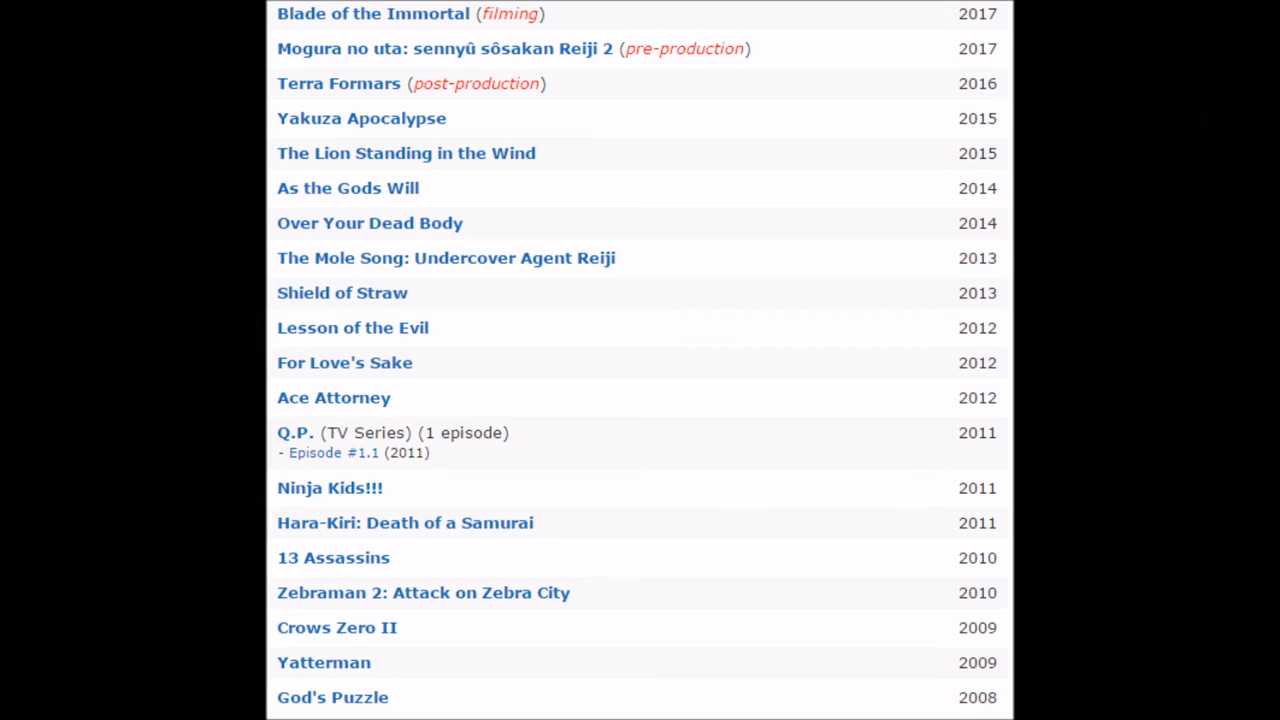 Blade of the Immortal (filming) 2017
Mogura no uta: sennyû sôsakan Reiji 2 (pre-production) 2017
Terra Formars (post-production) 2016
Yakuza Apocalypse 2015
The Lion Standing in the Wind 2015
As the Gods Will 2014
Over Your Dead Body 2014
The Mole Song: Undercover Agent Reiji 2013
Shield of Straw 2013
Lesson of the Evil 2012
For Love's Sake 2012
Ace Attorney 2012
Q.P. (TV Series) (1 episode) 2011
- Episode #1.1 (2011)
Ninja Kids!!! 2011
Hara-Kiri: Death of a Samurai 2011
13 Assassins 2010
Zebraman 2: Attack on Zebra City 2010
Crows Zero II 2009
Yatterman 2009
God's Puzzle 2008